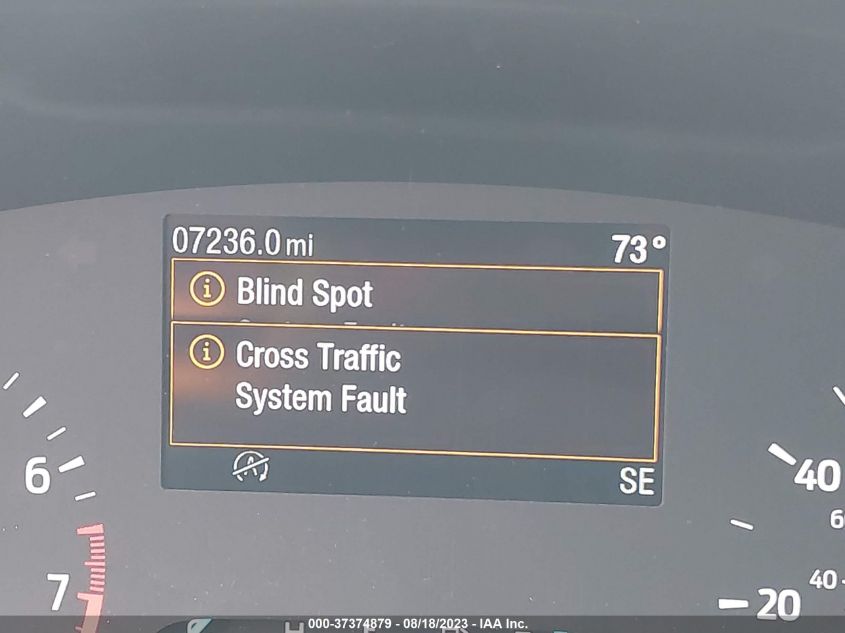 07236.0 mi
73°
Blind Spot
Cross Traffic
System Fault
SE
6
7
40
6
40
20
000-37374879 - 08/18/2023 - IAA Inc.